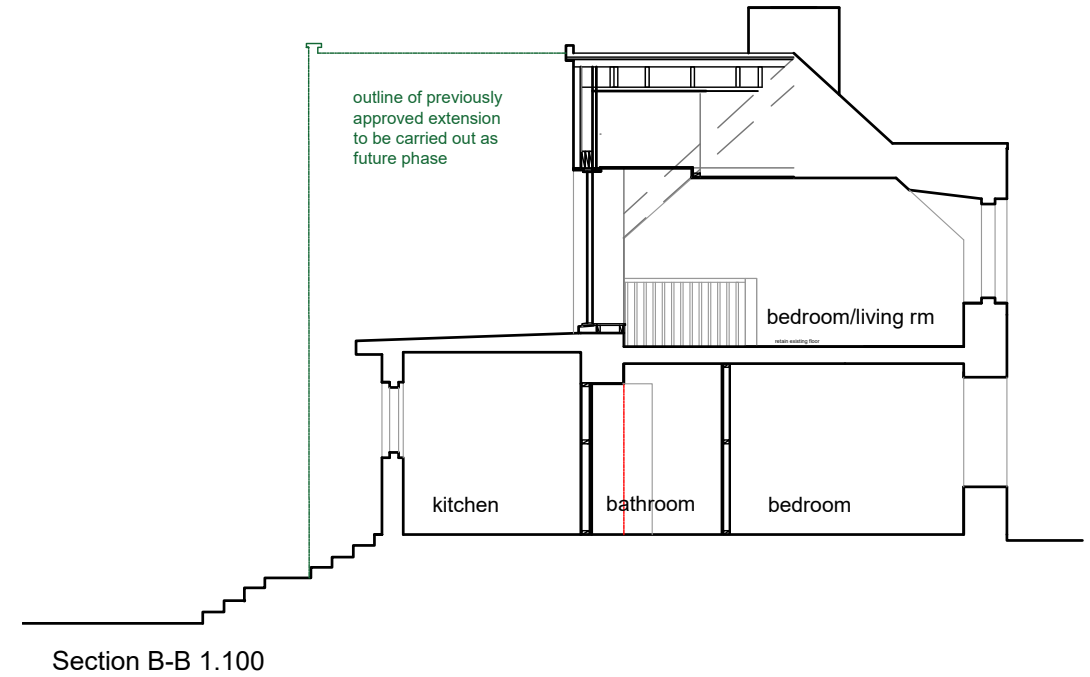 outline of previously
approved extension
to be carried out as
future phase
bedroom/living rm
retain existing floor
kitchen
bathroom
bedroom
Section B-B 1.100